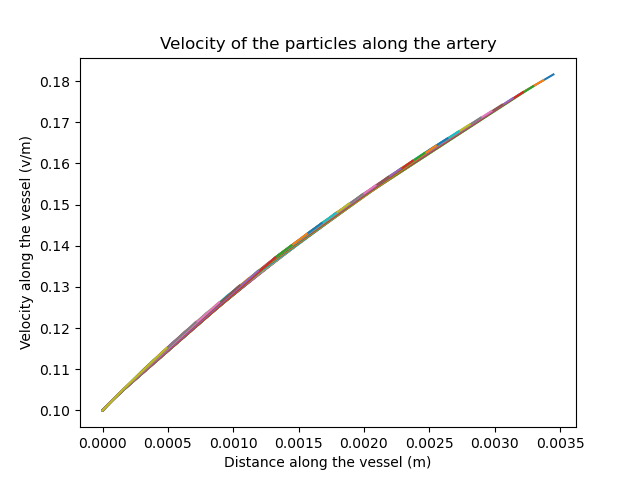 Velocity of the particles along the artery
Velocity along the vessel (v/m)
0.18
0.17
0.16
0.15
0.14
0.13
0.12
0.11
0.10
0.0000 0.0005 0.0010 0.0015 0.0020 0.0025 0.0030 0.0035
Distance along the vessel (m)